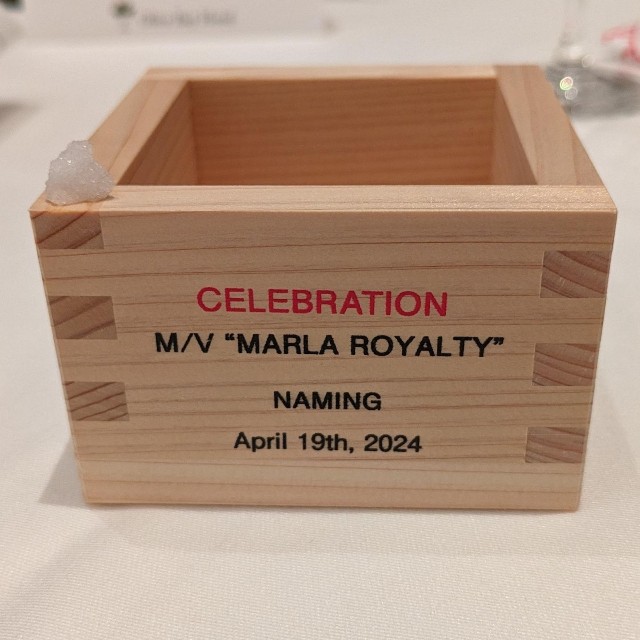 CELEBRATION
M/V “MARLA ROYALTY”
NAMING
April 19th, 2024